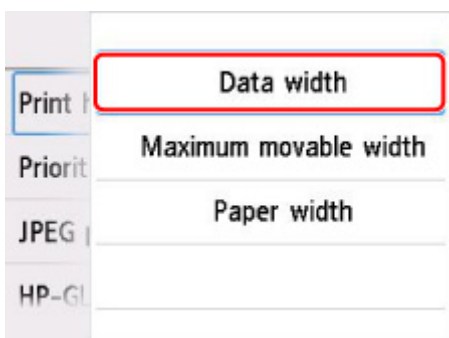 Print
Data width
Priorit
Maximum movable width
JPEG
Paper width
HP-GL